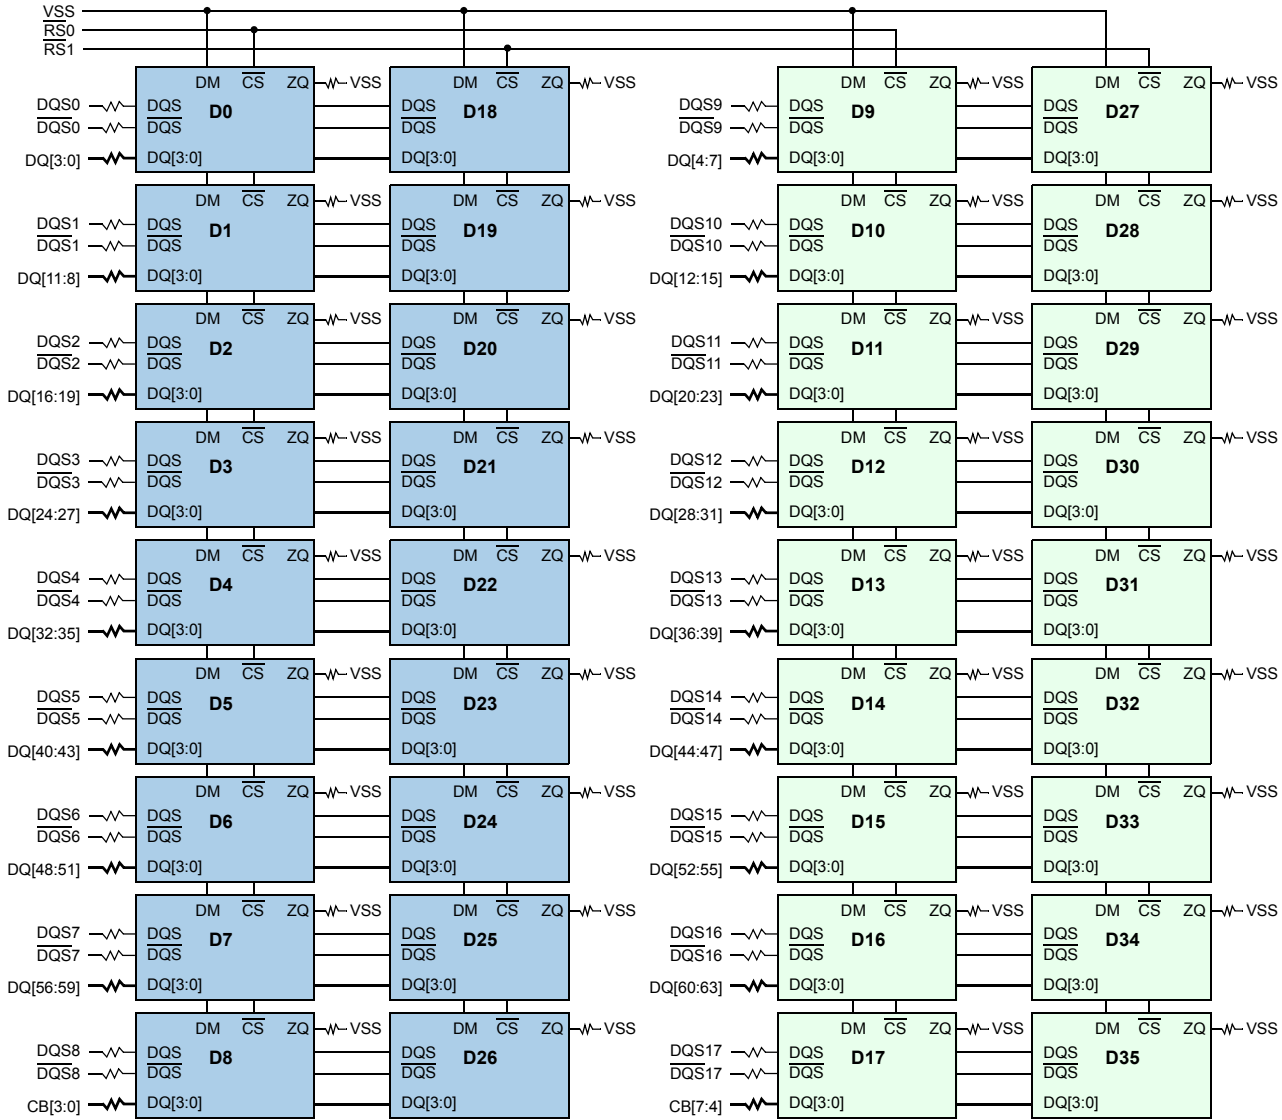 VSS
RS0
RS1
DM CS ZQ VSS DM CS ZQ VSS DM CS ZQ VSS DM CS ZQ VSS
DQS0 DQS D0 DQS D18 DQS9 DQS D9 DQS D27
DQS0 DQS DQS DQS9 DQS DQS
DQ[3:0] DQ[3:0] DQ[3:0] DQ[4:7] DQ[3:0] DQ[3:0]
DM CS ZQ VSS DM CS ZQ VSS DM CS ZQ VSS DM CS ZQ VSS
DQS1 DQS D1 DQS D19 DQS10 DQS D10 DQS D28
DQS1 DQS DQS DQS10 DQS DQS
DQ[11:8] DQ[3:0] DQ[3:0] DQ[12:15] DQ[3:0] DQ[3:0]
DM CS ZQ VSS DM CS ZQ VSS DM CS ZQ VSS DM CS ZQ VSS
DQS2 DQS D2 DQS D20 DQS11 DQS D11 DQS D29
DQS2 DQS DQS DQS11 DQS DQS
DQ[16:19] DQ[3:0] DQ[3:0] DQ[20:23] DQ[3:0] DQ[3:0]
DM CS ZQ VSS DM CS ZQ VSS DM CS ZQ VSS DM CS ZQ VSS
DQS3 DQS D3 DQS D21 DQS12 DQS D12 DQS D30
DQS3 DQS DQS DQS12 DQS DQS
DQ[24:27] DQ[3:0] DQ[3:0] DQ[28:31] DQ[3:0] DQ[3:0]
DM CS ZQ VSS DM CS ZQ VSS DM CS ZQ VSS DM CS ZQ VSS
DQS4 DQS D4 DQS D22 DQS13 DQS D13 DQS D31
DQS4 DQS DQS DQS13 DQS DQS
DQ[32:35] DQ[3:0] DQ[3:0] DQ[36:39] DQ[3:0] DQ[3:0]
DM CS ZQ VSS DM CS ZQ VSS DM CS ZQ VSS DM CS ZQ VSS
DQS5 DQS D5 DQS D23 DQS14 DQS D14 DQS D32
DQS5 DQS DQS DQS14 DQS DQS
DQ[40:43] DQ[3:0] DQ[3:0] DQ[44:47] DQ[3:0] DQ[3:0]
DM CS ZQ VSS DM CS ZQ VSS DM CS ZQ VSS DM CS ZQ VSS
DQS6 DQS D6 DQS D24 DQS15 DQS D15 DQS D33
DQS6 DQS DQS DQS15 DQS DQS
DQ[48:51] DQ[3:0] DQ[3:0] DQ[52:55] DQ[3:0] DQ[3:0]
DM CS ZQ VSS DM CS ZQ VSS DM CS ZQ VSS DM CS ZQ VSS
DQS7 DQS D7 DQS D25 DQS16 DQS D16 DQS D34
DQS7 DQS DQS DQS16 DQS DQS
DQ[56:59] DQ[3:0] DQ[3:0] DQ[60:63] DQ[3:0] DQ[3:0]
DM CS ZQ VSS DM CS ZQ VSS DM CS ZQ VSS DM CS ZQ VSS
DQS8 DQS D8 DQS D26 DQS17 DQS D17 DQS D35
DQS8 DQS DQS DQS17 DQS DQS
CB[3:0] DQ[3:0] DQ[3:0] CB[7:4] DQ[3:0] DQ[3:0]